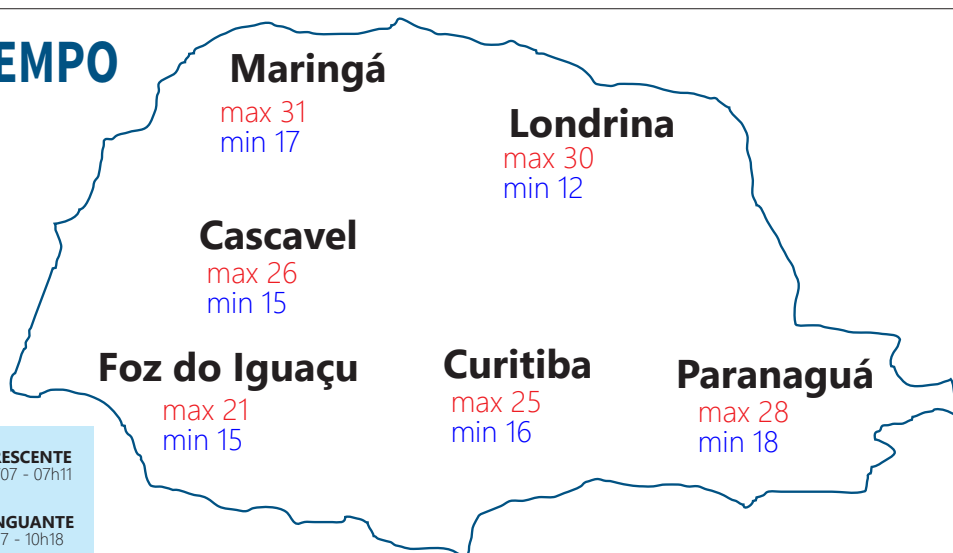 EMPO
Maringá
max 31
min 17
Londrina
max 30
min 12
Cascavel
max 26
min 15
Foz do Iguaçu
max 21
min 15
Curitiba
max 25
min 16
Paranaguá
max 28
min 18
RESCENTE
07 - 07h11
NGUANTE
7 - 10h18